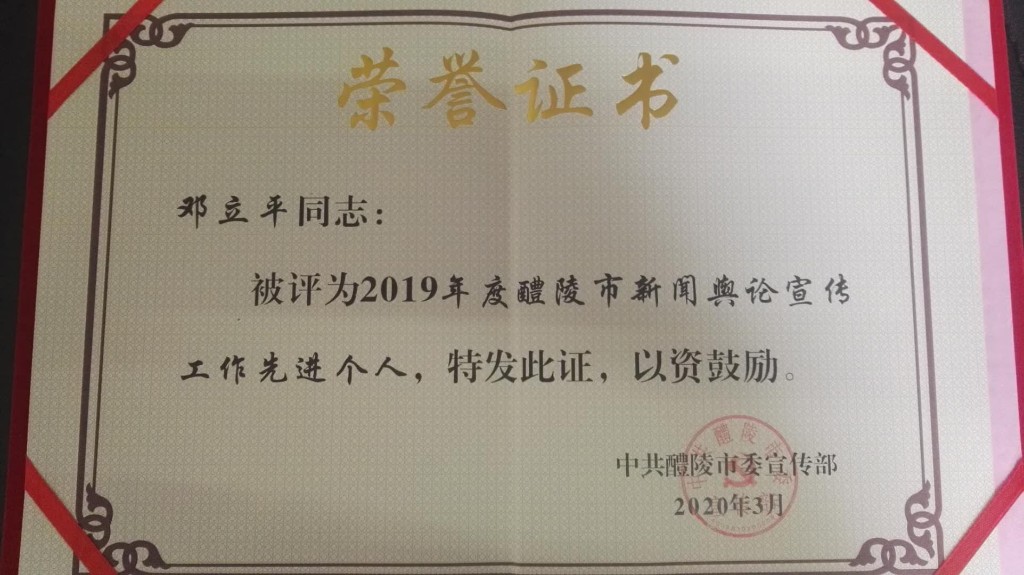 荣誉证书
邓立平同志：
被评为2019年度醴陵市新闻舆论宣传
工作先进个人，特发此证，以资鼓励。
中共醴陵市委宣传部
2020年3月